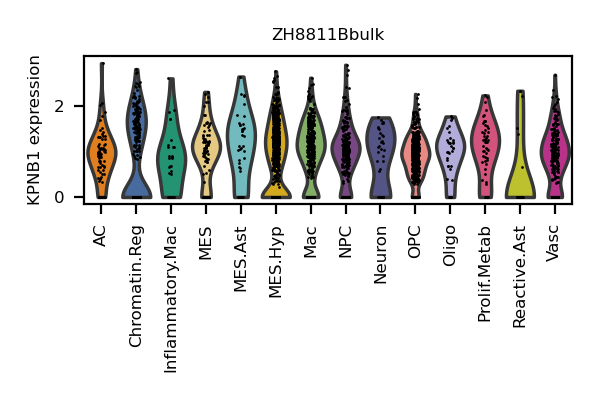 ZH8811Bbulk
KPNB1 expression
2
0
AC
Chromatin.Reg
Inflammatory.Mac
MES
MES.Ast
MES.Hyp
Mac
NPC
Neuron
OPC
Oligo
Prolif.Metab
Reactive.Ast
Vasc